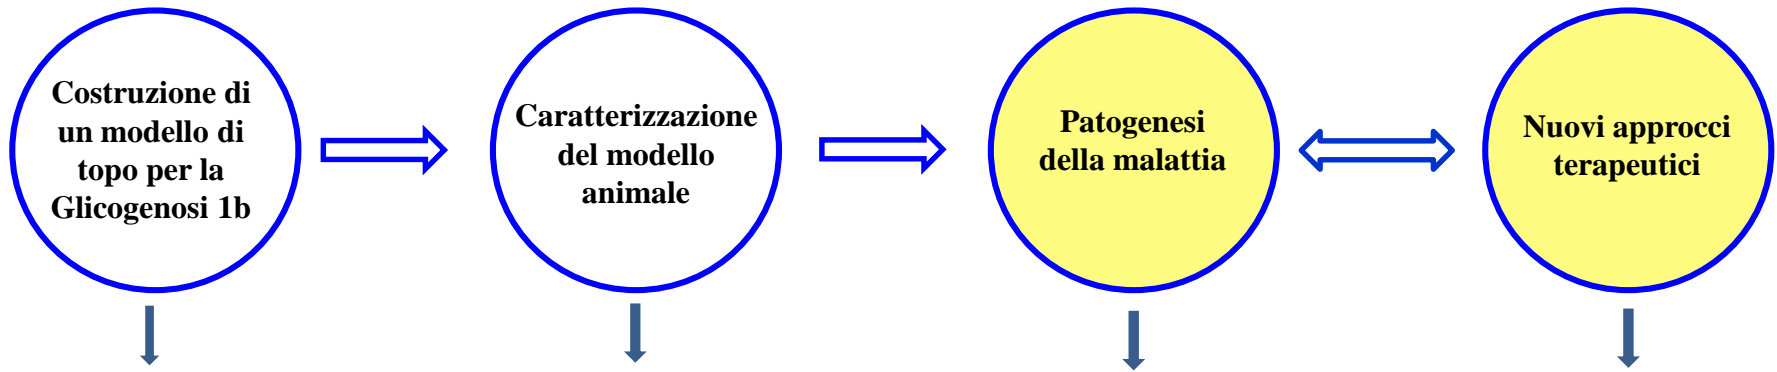 Costruzione di
un modello di
topo per la
Glicogenosi 1b
Caratterizzazione
del modello
animale
Patogenesi
della malattia
Nuovi approcci
terapeutici